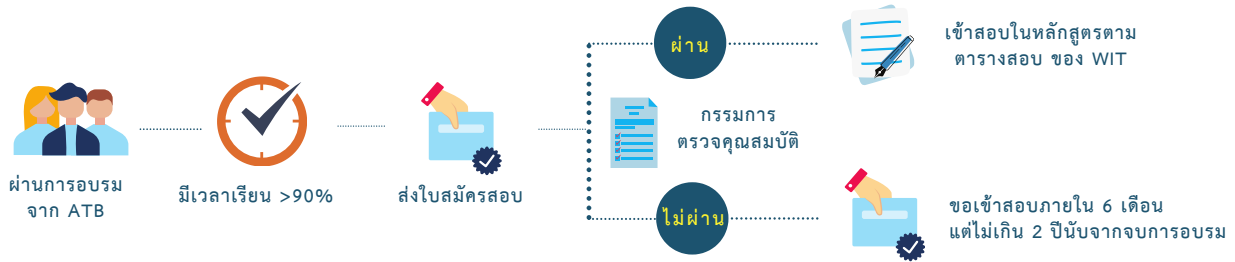 ผ่านการอบรม
จาก ATB
มีเวลาเรียน >90%
ส่งใบสมัครสอบ
กรรมการ
ตรวจคุณสมบัติ
ผ่าน
เข้าสอบในหลักสูตรตาม
ตารางสอบ ของ WIT
ไม่ผ่าน
ขอเข้าสอบภายใน 6 เดือน
แต่ไม่เกิน 2 ปีนับจากจบการอบรม